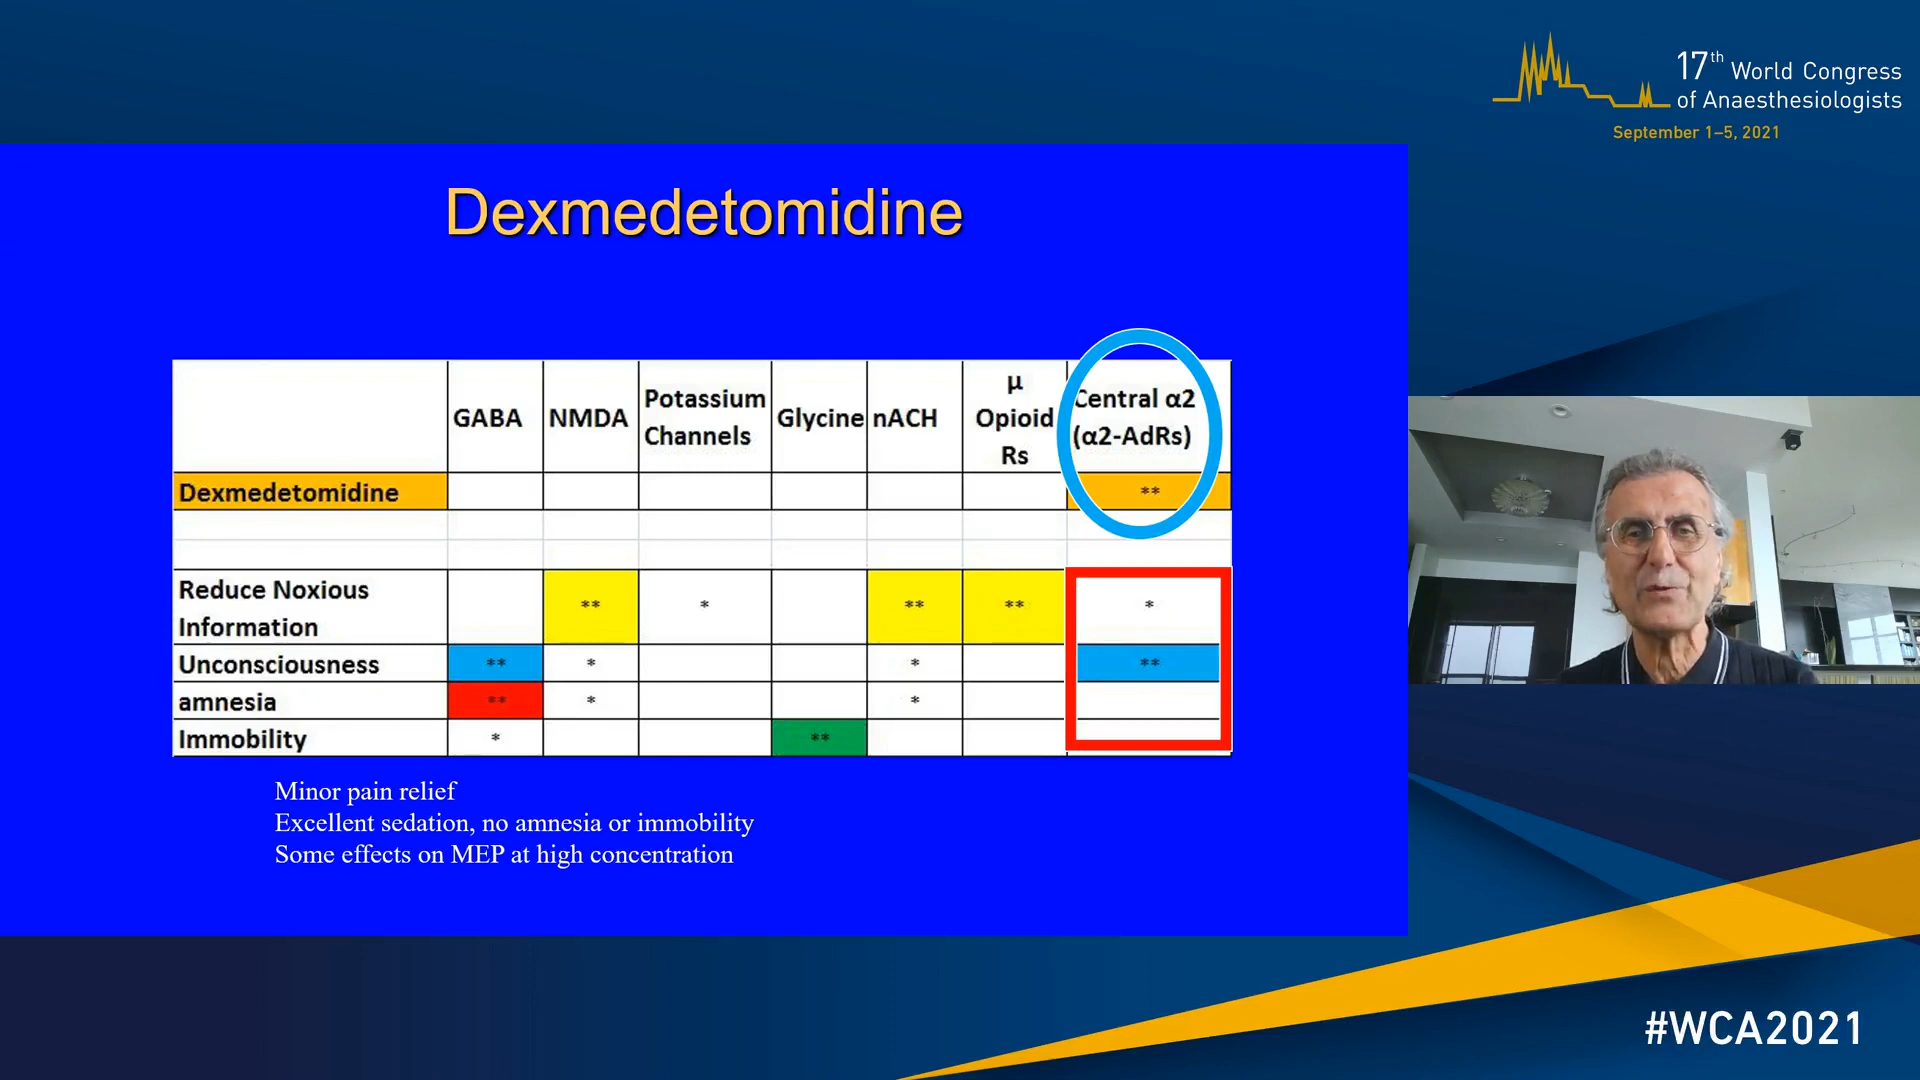 17th World Congress
of Anaesthesiologists
September 1–5, 2021
Dexmedetomidine
GABA NMDA Potassium Channels Glycine nACH µ Opioid Rs Central α2 (α2-AdRs)
Dexmedetomidine **
Reduce Noxious Information ** * ** ** *
Unconsciousness ** * * **
amnesia ** * *
Immobility * **
Minor pain relief
Excellent sedation, no amnesia or immobility
Some effects on MEP at high concentration
#WCA2021